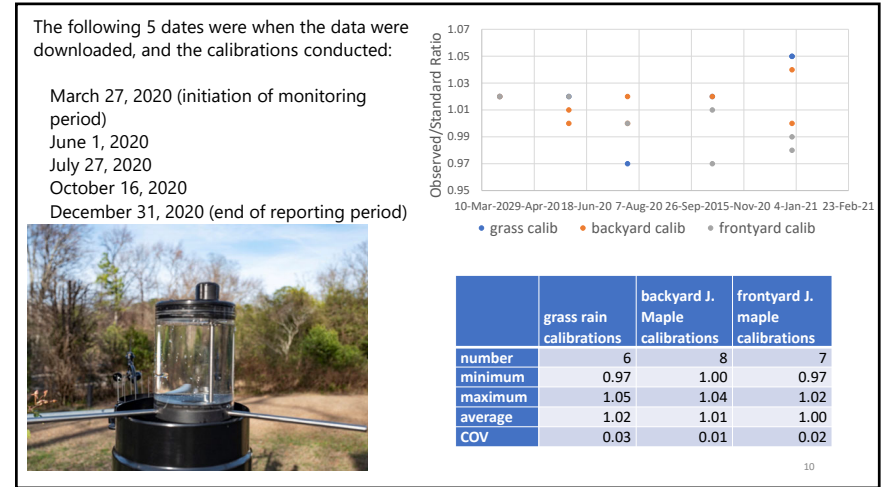 The following 5 dates were when the data were
downloaded, and the calibrations conducted:
March 27, 2020 (initiation of monitoring
period)
June 1, 2020
July 27, 2020
October 16, 2020
December 31, 2020 (end of reporting period)
Observed/Standard Ratio
1.07
1.05
1.03
1.01
0.99
0.97
0.95
10-Mar-2029-Apr-2018-Jun-20 7-Aug-20 26-Sep-2015-Nov-20 4-Jan-21 23-Feb-21
grass calib backyard calib frontyard calib
grass rain calibrations
backyard J. Maple calibrations
frontyard J. maple calibrations
number 6 8 7
minimum 0.97 1.00 0.97
maximum 1.05 1.04 1.02
average 1.02 1.01 1.00
COV 0.03 0.01 0.02
10